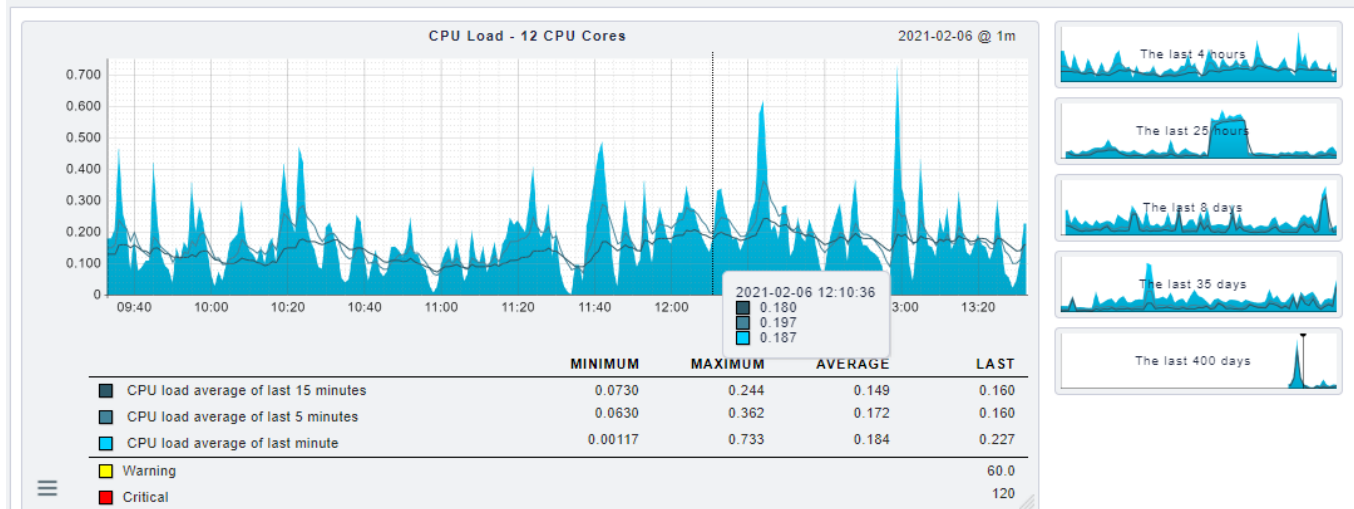 CPU Load - 12 CPU Cores
2021-02-06 @ 1m
0.700
0.600
0.500
0.400
0.300
0.200
0.100
0
09:40
10:00
10:20
10:40
11:00
11:20
11:40
12:00
3:00
13:20
2021-02-06 12:10:36
0.180
0.197
0.187
MINIMUM MAXIMUM AVERAGE LAST
CPU load average of last 15 minutes 0.0730 0.244 0.149 0.160
CPU load average of last 5 minutes 0.0630 0.362 0.172 0.160
CPU load average of last minute 0.00117 0.733 0.184 0.227
Warning 60.0
Critical 120
The last 4 hours
The last 25 hours
The last 8 days
The last 35 days
The last 400 days